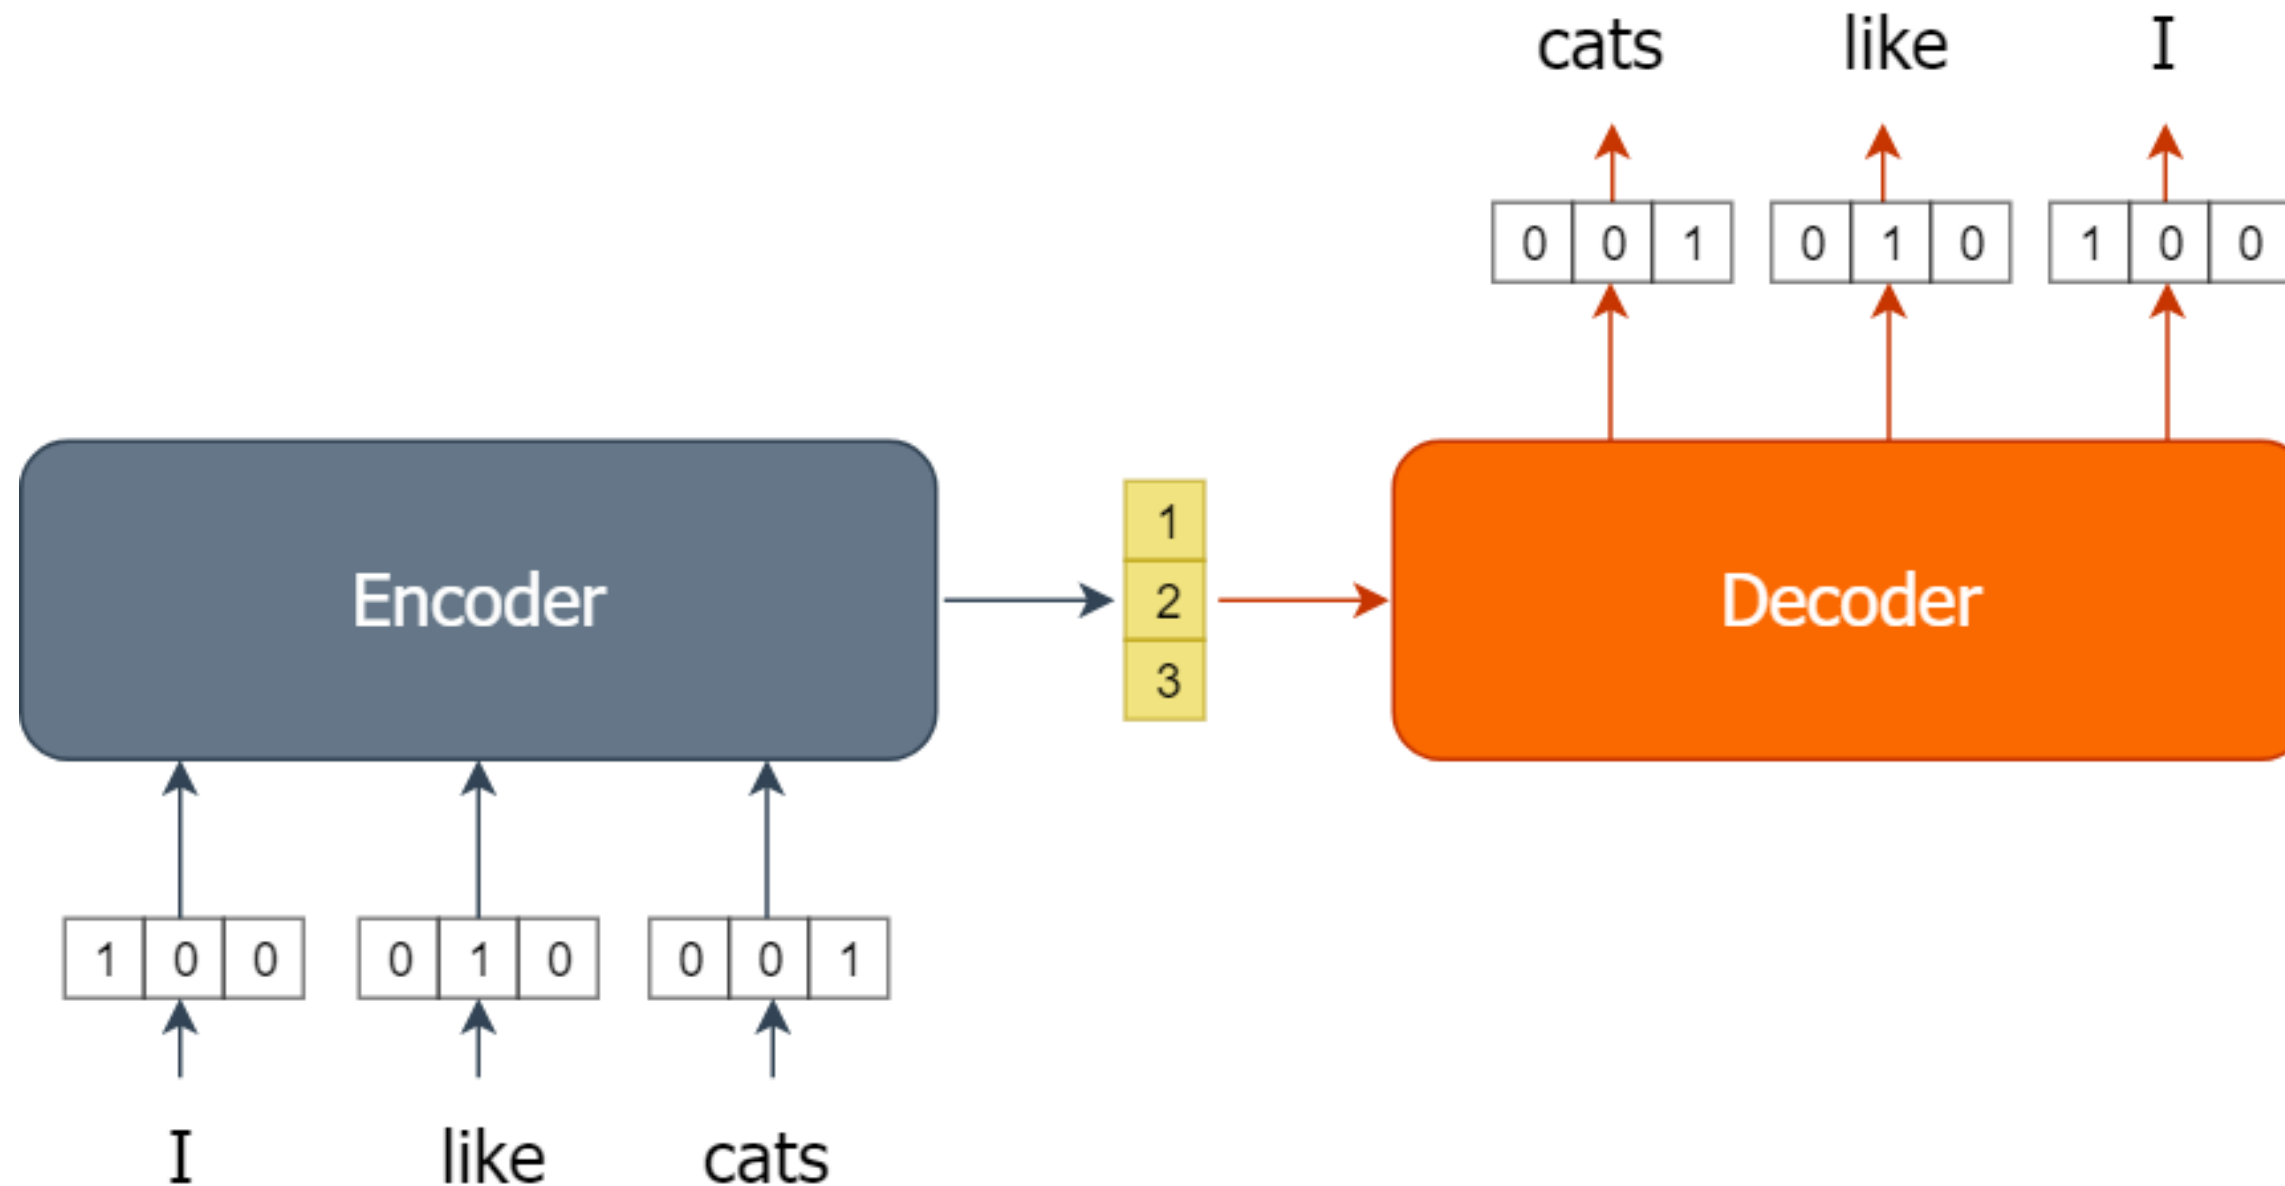 cats like I
0 0 1 0 1 0 1 0 0
1
Encoder 2 Decoder
3
1 0 0 0 1 0 0 0 1
I like cats